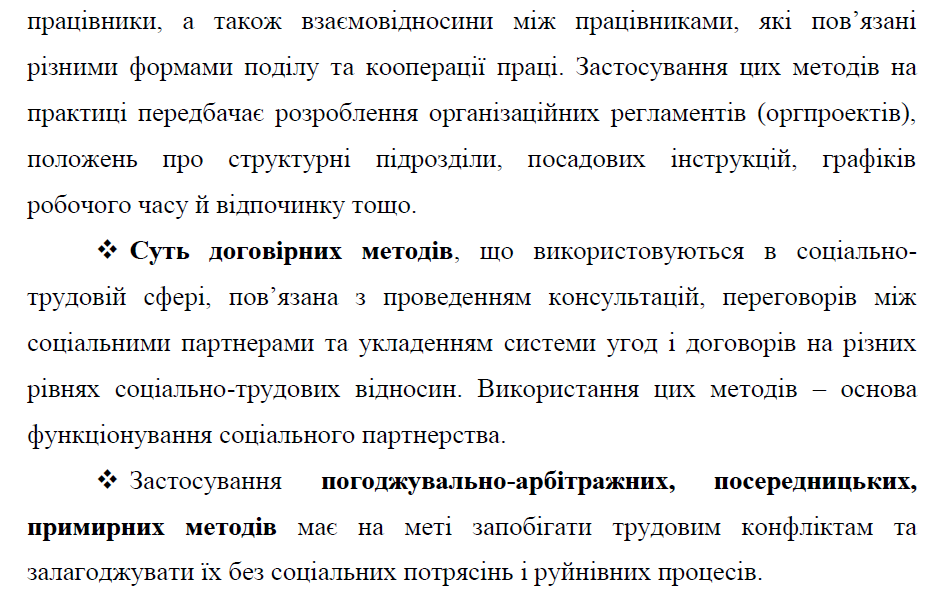 працівники, а також взаємовідносини між працівниками, які пов’язані
різними формами поділу та кооперації праці. Застосування цих методів на
практиці передбачає розроблення організаційних регламентів (оргпроектів),
положень про структурні підрозділи, посадових інструкцій, графіків
робочого часу й відпочинку тощо.
❖ Суть договірних методів, що використовуються в соціально-
трудовій сфері, пов’язана з проведенням консультацій, переговорів між
соціальними партнерами та укладенням системи угод і договорів на різних
рівнях соціально-трудових відносин. Використання цих методів – основа
функціонування соціального партнерства.
❖ Застосування погоджувально-арбітражних, посередницьких,
примирних методів має на меті запобігати трудовим конфліктам та
залагоджувати їх без соціальних потрясінь і руйнівних процесів.